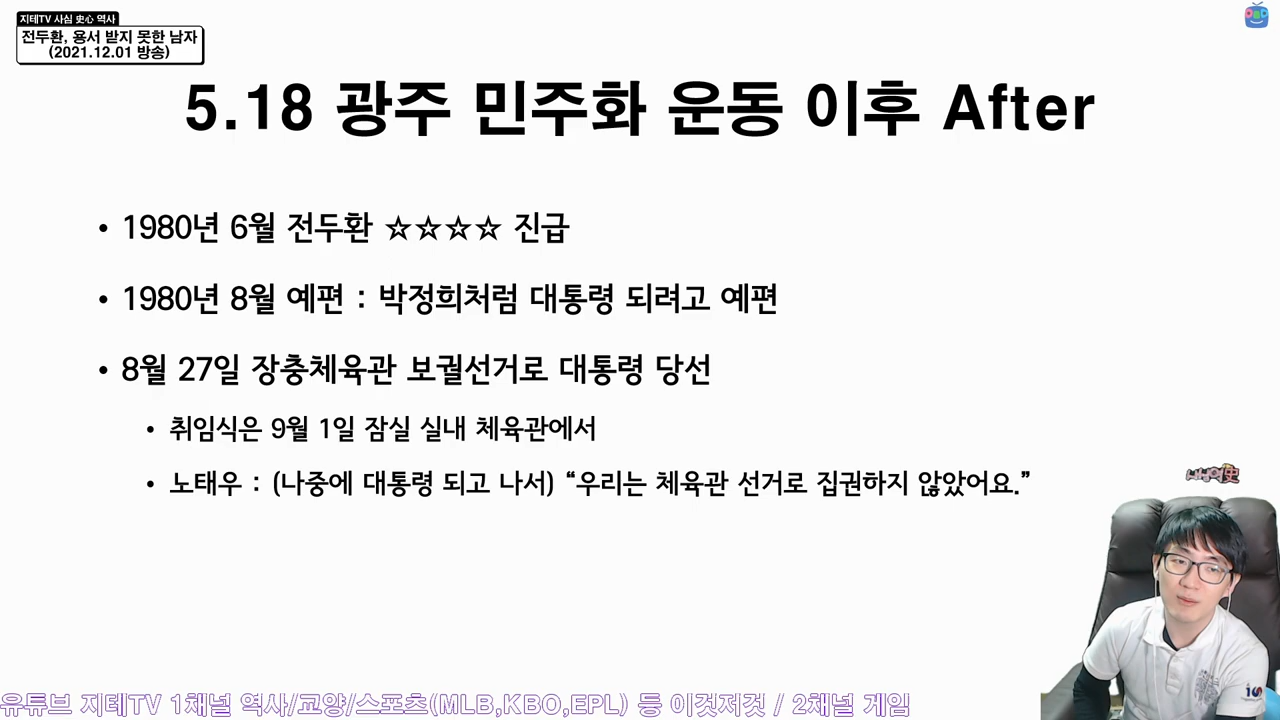 지테TV 사심 史心 역사
전두환, 용서 받지 못한 남자
(2021.12.01 방송)
5.18 광주 민주화 운동 이후 After
• 1980년 6월 전두환 ☆☆☆☆ 진급
• 1980년 8월 예편 : 박정희처럼 대통령 되려고 예편
• 8월 27일 장충체육관 보궐선거로 대통령 당선
• 취임식은 9월 1일 잠실 실내 체육관에서
• 노태우 : (나중에 대통령 되고 나서) “우리는 체육관 선거로 집권하지 않았어요.”
유튜브 지테TV 1채널 역사/교양/스포츠(MLB,KBO,EPL) 등 이것저것 / 2채널 게임